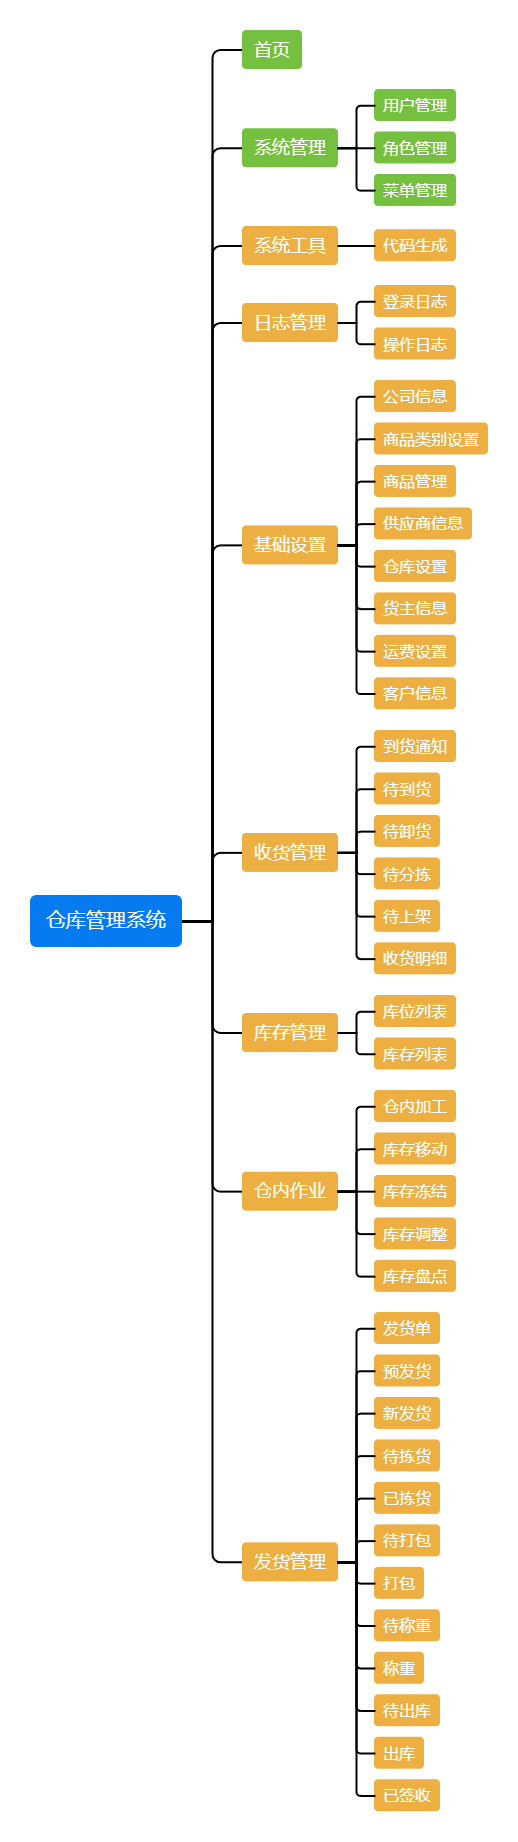 首页
系统管理
用户管理
角色管理
菜单管理
系统工具
代码生成
日志管理
登录日志
操作日志
基础设置
公司信息
商品类别设置
商品管理
供应商信息
仓库设置
货主信息
运费设置
客户信息
收货管理
到货通知
待到货
待卸货
待分拣
待上架
收货明细
仓库管理系统
库存管理
库位列表
库存列表
仓内作业
仓内加工
库存移动
库存冻结
库存调整
库存盘点
发货管理
发货单
预发货
新发货
待拣货
已拣货
待打包
打包
待称重
称重
待出库
出库
已签收